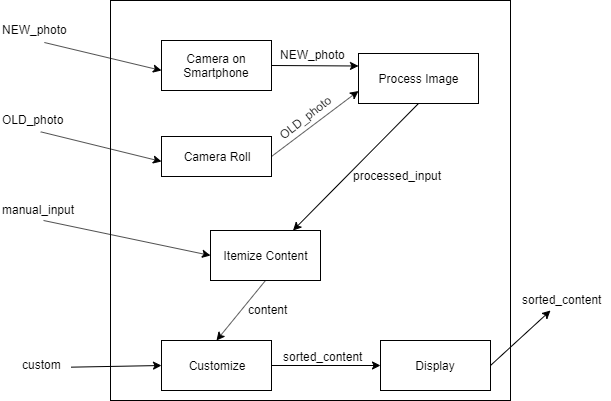 NEW_photo
Camera on
Smartphone
NEW_photo
Process Image
OLD_photo
Camera Roll
OLD_photo
processed_input
manual_input
Itemize Content
content
sorted_content
custom
Customize
sorted_content
Display